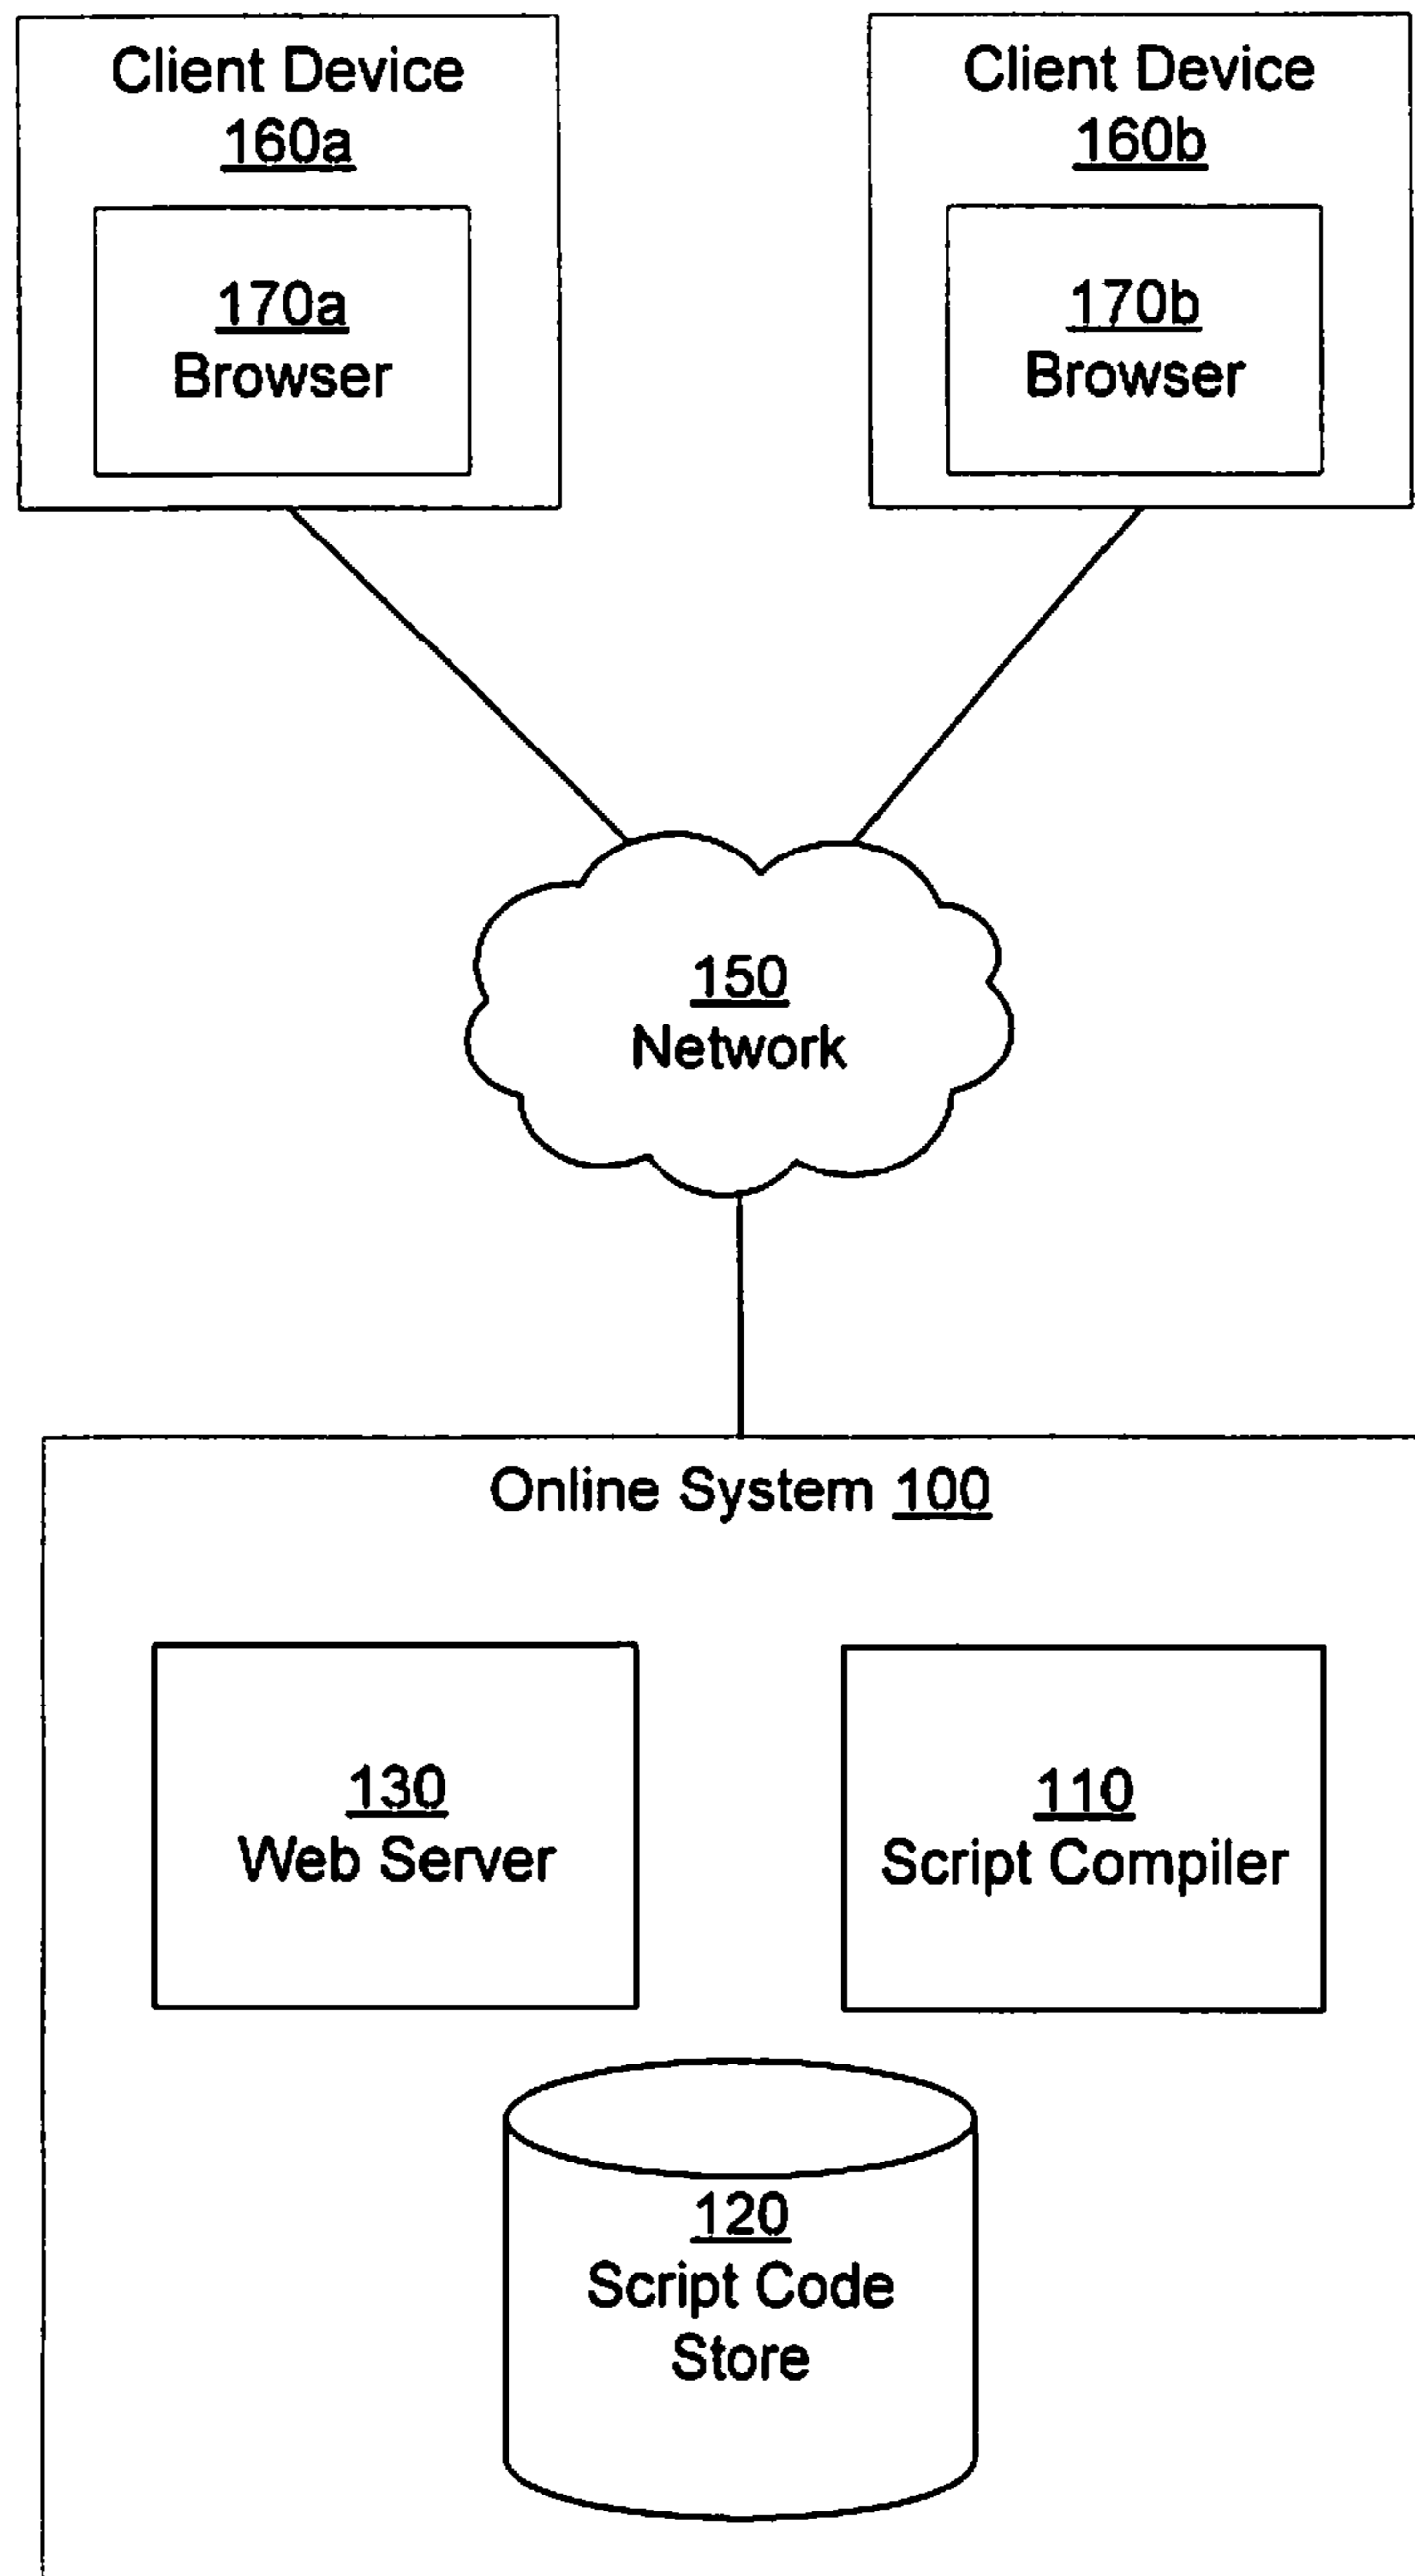 Client Device
160a
170a
Browser
Client Device
160b
170b
Browser
150
Network
Online System 100
130
Web Server
110
Script Compiler
120
Script Code
Store